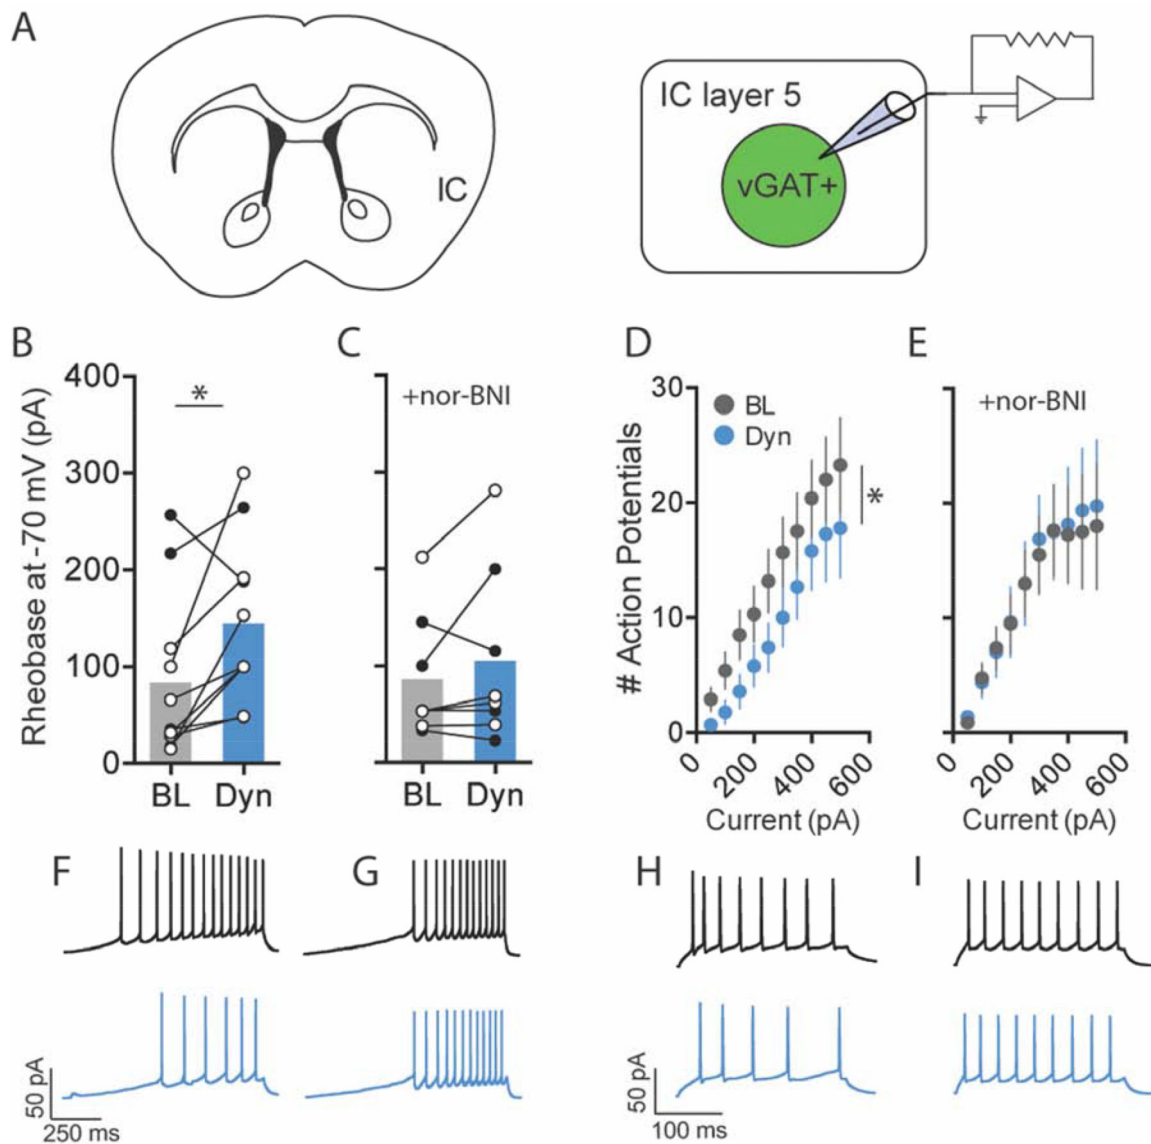 A
IC
IC layer 5
vGAT+
B
C
D
E
Rheobase at -70 mV (pA)
400
300
200
100
0
*
BL
Dyn
+nor-BNI
BL
Dyn
# Action Potentials
30
20
10
0
BL
Dyn
*
0
200
400
600
Current (pA)
+nor-BNI
0
200
400
600
Current (pA)
F
G
H
I
50 pA
250 ms
50 pA
100 ms